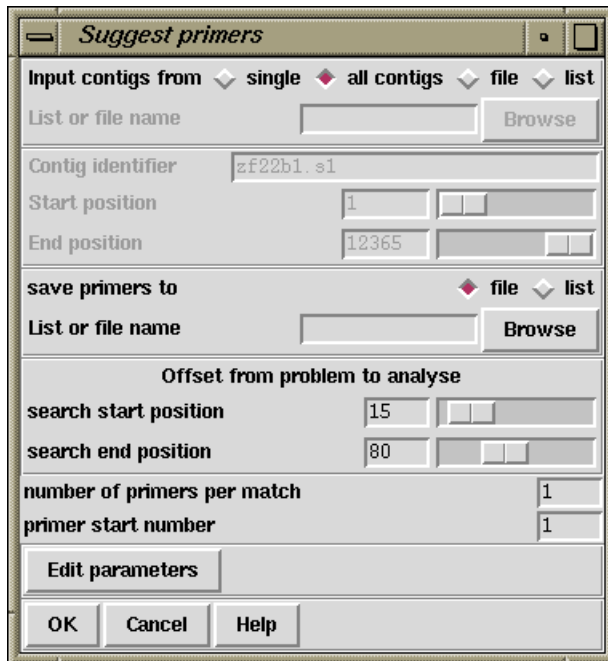 Suggest primers
Input contigs from single all contigs file list
List or file name Browse
Contig identifier zf22b1.s1
Start position 1
End position 12365
save primers to file list
List or file name Browse
Offset from problem to analyse
search start position 15
search end position 80
number of primers per match 1
primer start number 1
Edit parameters
OK Cancel Help